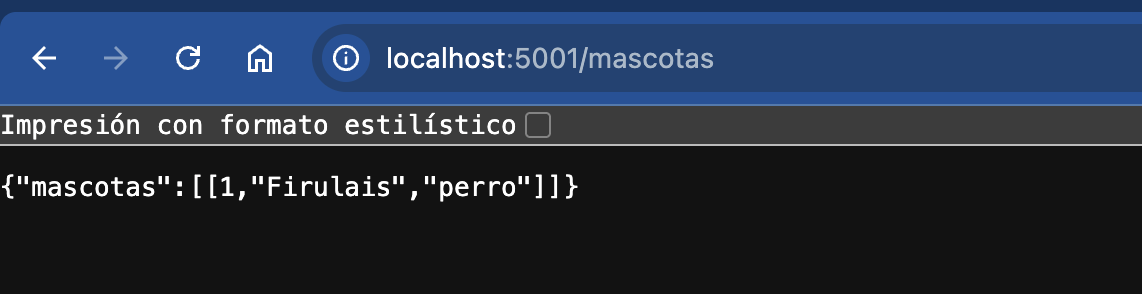 localhost:5001/mascotas
Impresión con formato estilístico
{"mascotas":[[1,"Firulais","perro"]]}